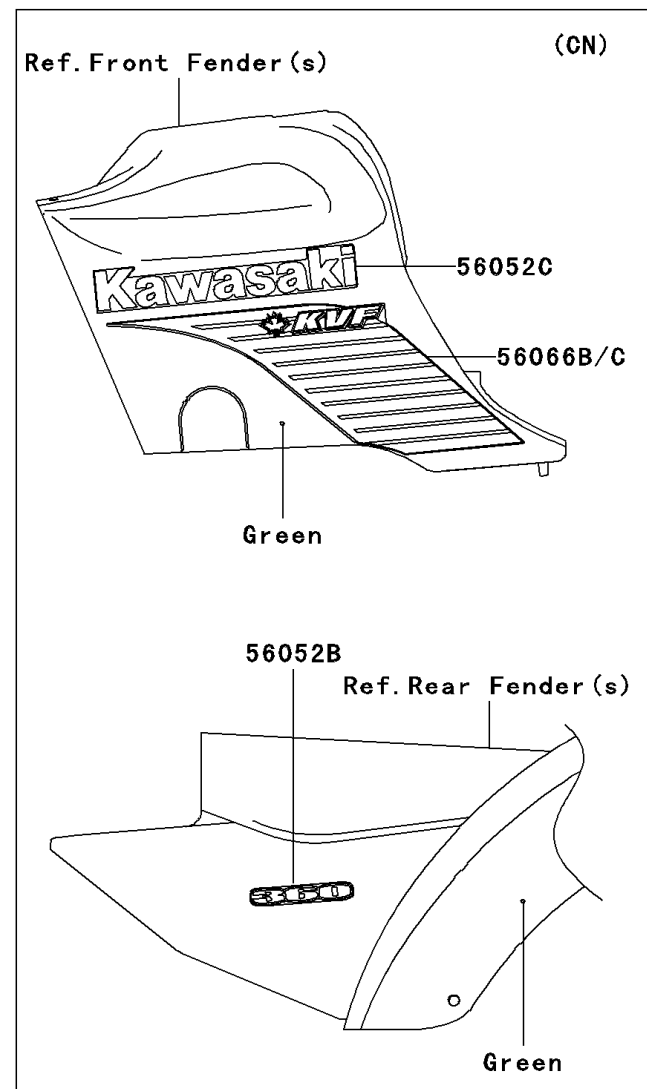 (CN)
Ref.Front Fender(s)
56052C
Kawasaki
KVF
56066B/C
Green
56052B
Ref.Rear Fender(s)
360
Green